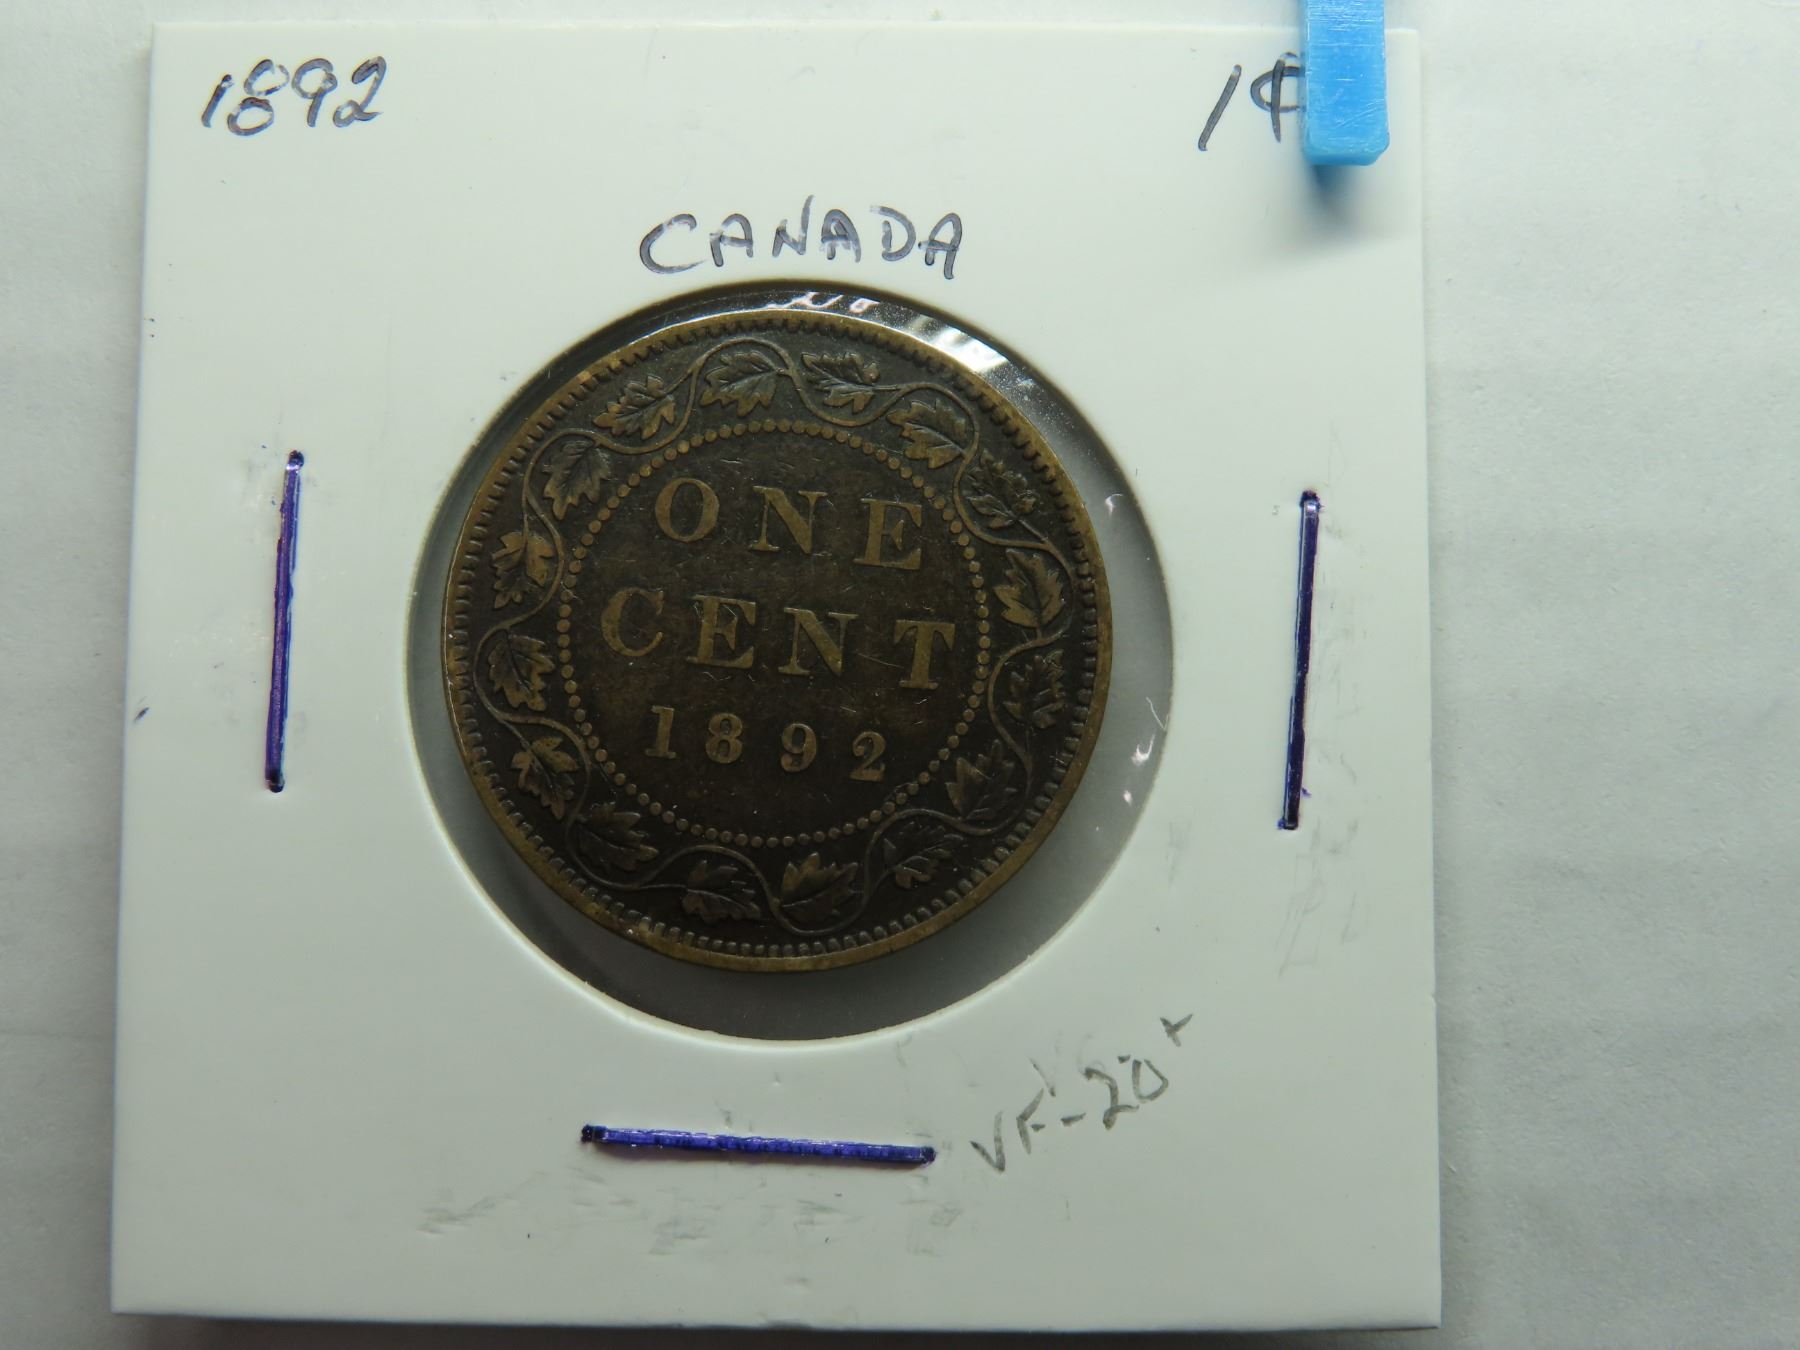 1892 1¢
CANADA
ONE
CENT
1892
VF-20+